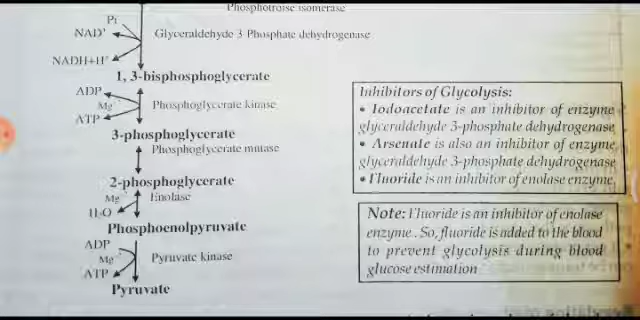 Phosphotroise isomerase
Pi
NAD⁺
Glyceraldehyde 3 Phosphate dehydrogenase
NADH+H⁺
1, 3-bisphosphoglycerate
ADP
Mg
Phosphoglycerate kinase
ATP
3-phosphoglycerate
Phosphoglycerate mutase
2-phosphoglycerate
Mg
Enolase
H₂O
Phosphoenolpyruvate
ADP
Mg
Pyruvate kinase
ATP
Pyruvate
Inhibitors of Glycolysis:
• Iodoacetate is an inhibitor of enzyme
glyceraldehyde 3-phosphate dehydrogenase
• Arsenate is also an inhibitor of enzyme
glyceraldehyde 3-phosphate dehydrogenase
• Fluoride is an inhibitor of enolase enzyme.
Note: Fluoride is an inhibitor of enolase
enzyme. So, fluoride is added to the blood
to prevent glycolysis during blood
glucose estimation